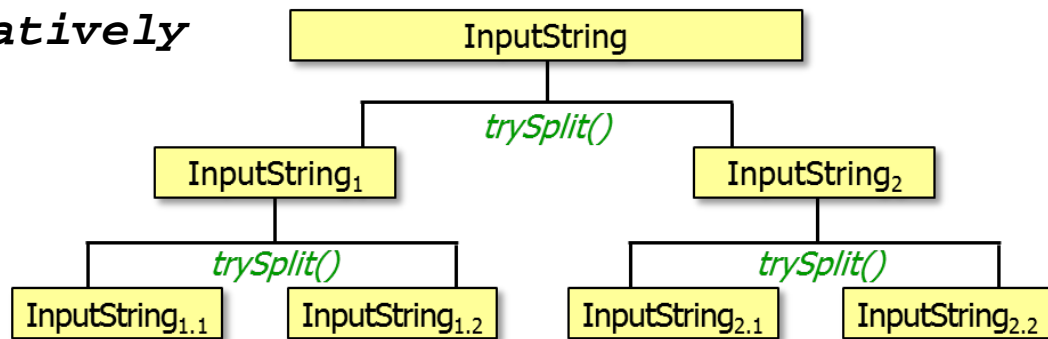 atively
InputString
trySplit()
InputString₁ InputString₂
trySplit() trySplit()
InputString₁.₁ InputString₁.₂ InputString₂.₁ InputString₂.₂